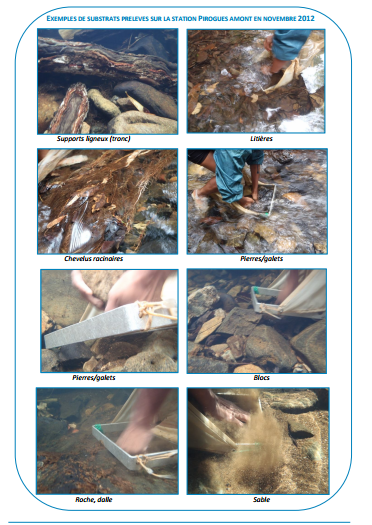 EXEMPLES DE SUBSTRATS PRELEVES SUR LA STATION PIROGUES AMONT EN NOVEMBRE 2012
Supports ligneux (tronc)
Litières
Chevelus racinaires
Pierres/galets
Pierres/galets
Blocs
Roche, dalle
Sable